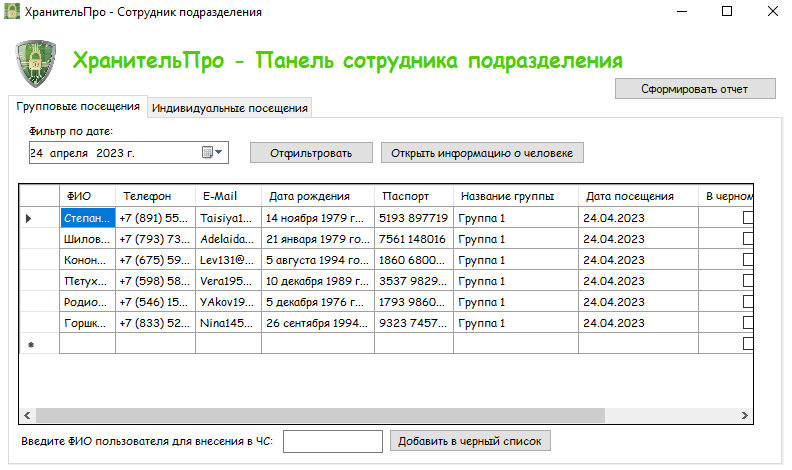 ХранительПро - Сотрудник подразделения
ХранительПро - Панель сотрудника подразделения
Сформировать отчет
Групповые посещения Индивидуальные посещения
Фильтр по дате:
24 апреля 2023 г. Отфильтровать Открыть информацию о человеке
ФИО Телефон E-Mail Дата рождения Паспорт Название группы Дата посещения В черном
Степан... +7 (891) 55... Taisiya1... 14 ноября 1979 г... 5193 897719 Группа 1 24.04.2023
Шилов... +7 (793) 73... Adelaida... 21 января 1979 го... 7561 148016 Группа 1 24.04.2023
Конон... +7 (675) 59... Lev131@... 5 августа 1994 го... 1860 6800... Группа 1 24.04.2023
Петух... +7 (598) 58... Vera195... 10 декабря 1989 г... 3537 9829... Группа 1 24.04.2023
Родио... +7 (546) 15... YAkov19... 5 декабря 1976 г... 1793 9860... Группа 1 24.04.2023
Горшк... +7 (833) 52... Nina145... 26 сентября 1994... 9323 7457... Группа 1 24.04.2023
Введите ФИО пользователя для внесения в ЧС: Добавить в черный список